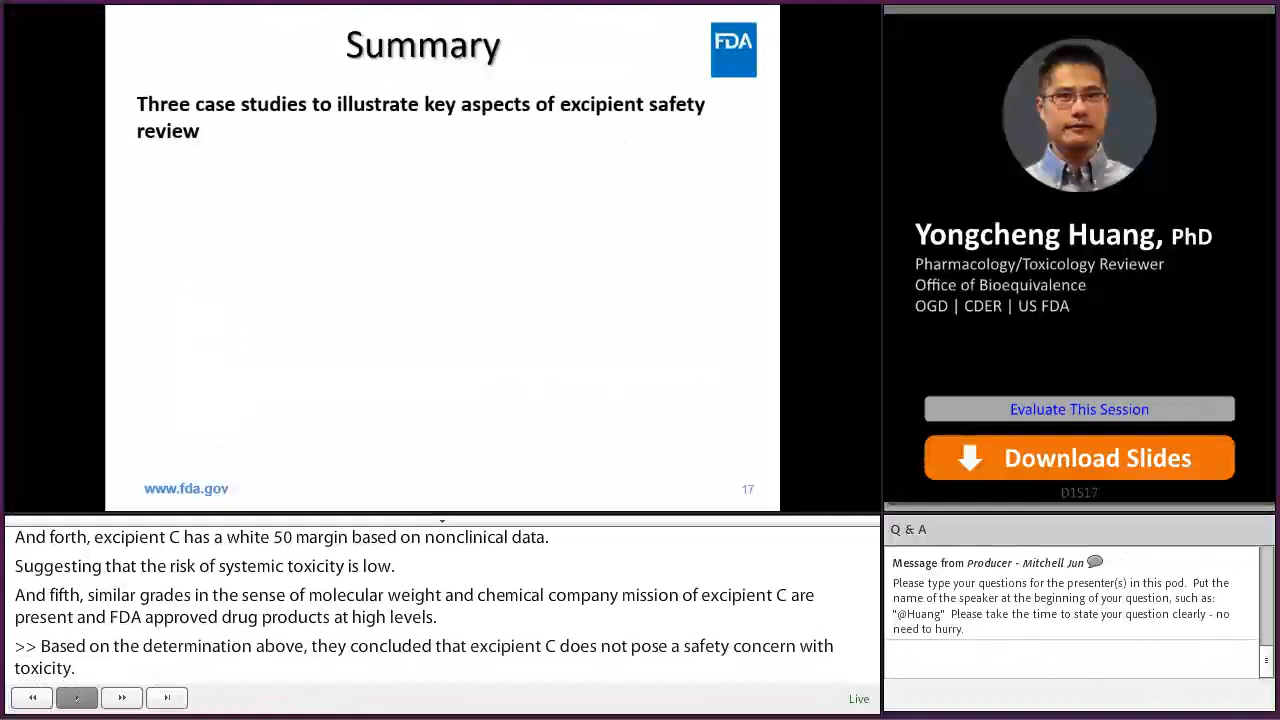 Summary
FDA
Three case studies to illustrate key aspects of excipient safety
review
www.fda.gov
17
Yongcheng Huang, PhD
Pharmacology/Toxicology Reviewer
Office of Bioequivalence
OGD | CDER | US FDA
Evaluate This Session
Download Slides
D1S17
And forth, excipient C has a white 50 margin based on nonclinical data.
Suggesting that the risk of systemic toxicity is low.
And fifth, similar grades in the sense of molecular weight and chemical company mission of excipient C are
present and FDA approved drug products at high levels.
>> Based on the determination above, they concluded that excipient C does not pose a safety concern with
toxicity.
Live
Q & A
Message from Producer - Mitchell Jun
Please type your questions for the presenter(s) in this pod. Put the
name of the speaker at the beginning of your question, such as:
"@Huang" Please take the time to state your question clearly - no
need to hurry.